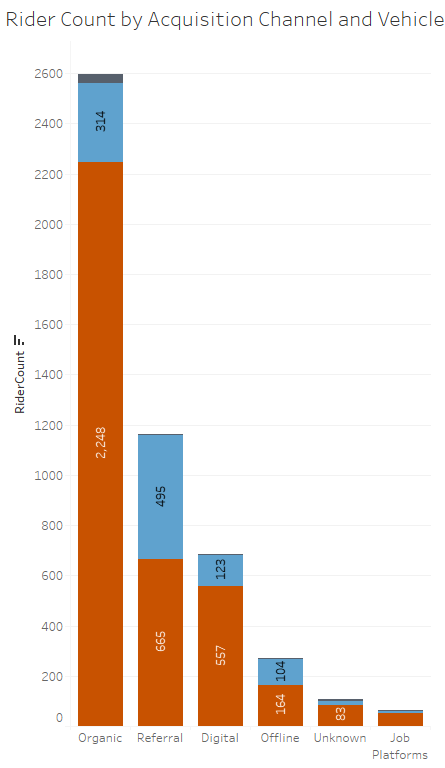 Rider Count by Acquisition Channel and Vehicle
2600
2400
2200
2000
1800
1600
1400
1200
1000
800
600
400
200
0
RiderCount
314
2,248
495
665
123
557
104
164
83
Organic
Referral
Digital
Offline
Unknown
Job
Platforms